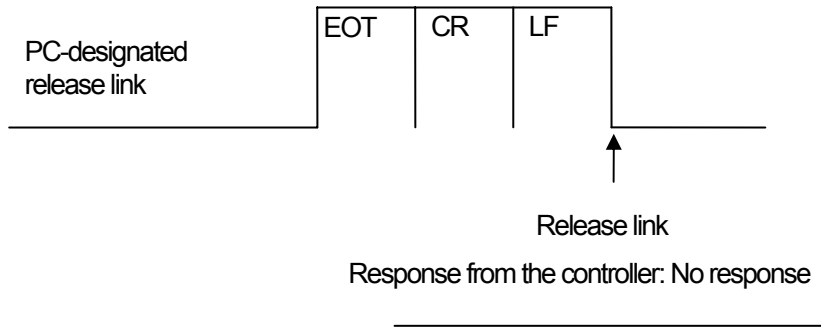 EOT CR LF
PC-designated
release link
Release link
Response from the controller: No response